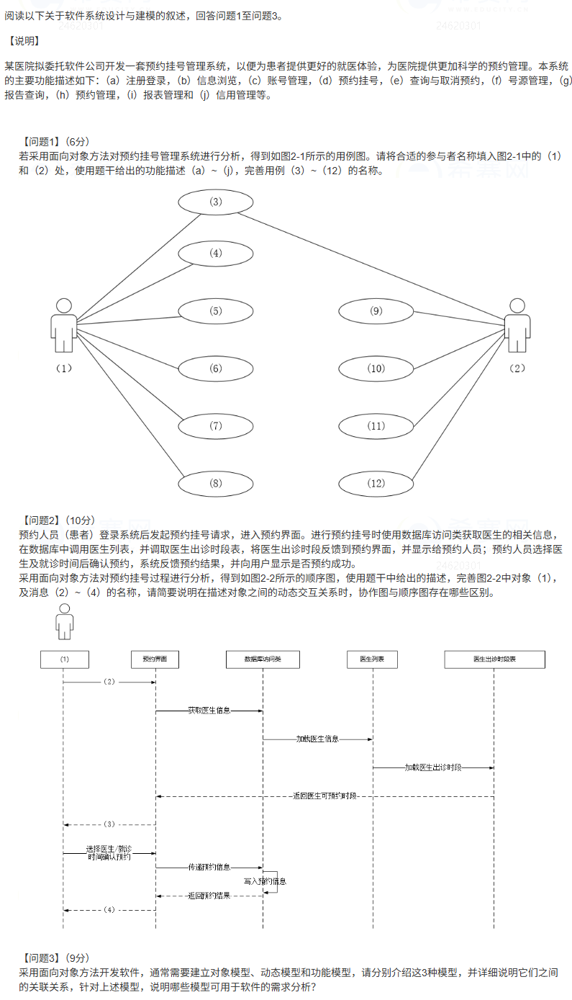 阅读以下关于软件系统设计与建模的叙述，回答问题1至问题3。
24620301
24620301
【说明】
某医院拟委托软件公司开发一套预约挂号管理系统，以便为患者提供更好的就医体验，为医院提供更加科学的预约管理。本系统
的主要功能描述如下：（a）注册登录，（b）信息浏览，（c）账号管理，（d）预约挂号，（e）查询与取消预约，（f）号源管理，（g）
报告查询，（h）预约管理，（i）报表管理和（j）信用管理等。
【问题1】（6分）
若采用面向对象方法对预约挂号管理系统进行分析，得到如图2-1所示的用例图。请将合适的参与者名称填入图2-1中的（1）
和（2）处，使用题干给出的功能描述（a）~（j），完善用例（3）~（12）的名称。
希赛网
（3）
（4）
（5）
（9）
（1）
（6）
（10）
（2）
（7）
（11）
（8）
（12）
【问题2】（10分）
预约人员（患者）登录系统后发起预约挂号请求，进入预约界面。进行预约挂号时使用数据库访问类获取医生的相关信息，
在数据库中调用医生列表，并调取医生出诊时段表，将医生出诊时段反馈到预约界面，并显示给预约人员；预约人员选择医
生及就诊时间后确认预约，系统反馈预约结果，并向用户显示是否预约成功。
采用面向对象方法对预约挂号过程进行分析，得到如图2-2所示的顺序图，使用题干中给出的描述，完善图2-2中对象（1），
及消息（2）~（4）的名称，请简要说明在描述对象之间的动态交互关系时，协作图与顺序图存在哪些区别。
24620301
24620301
（1）
预约界面
数据库访问类
医生列表
医生出诊时段表
（2）
获取医生信息
加载医生信息
加载医生出诊时段
返回医生可预约时段
（3）
选择医生/就诊
时间确认预约
传递预约信息
写入预约信息
返回预约结果
（4）
【问题3】（9分）
采用面向对象方法开发软件，通常需要建立对象模型、动态模型和功能模型，请分别介绍这3种模型，并详细说明它们之间
的关联关系，针对上述模型，说明哪些模型可用于软件的需求分析？